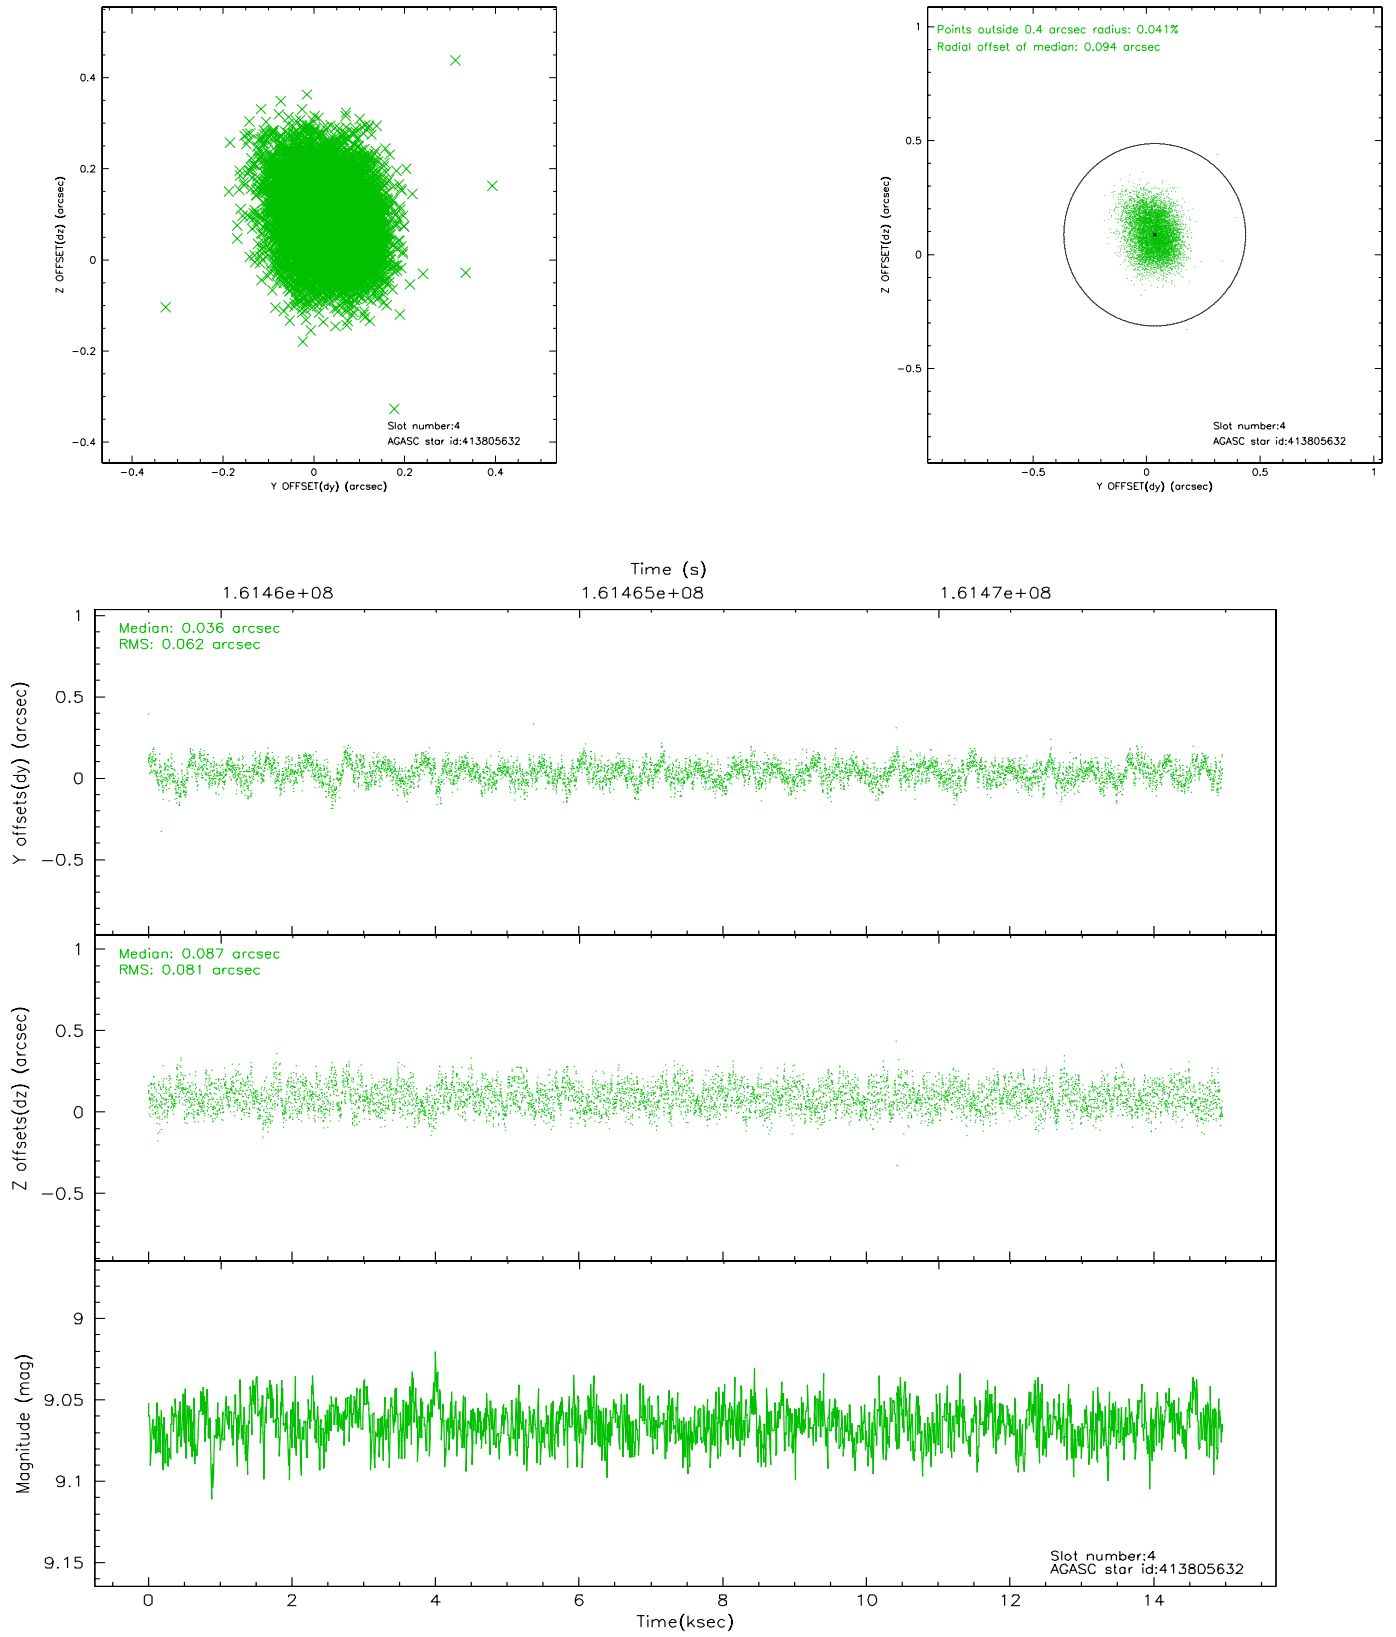 0.4
0.2
0
−0.2
−0.4
Z OFFSET(dz) (arcsec)
Slot number:4
AGASC star id:413805632
−0.4
−0.2
0
0.2
0.4
Y OFFSET(dy) (arcsec)
Points outside 0.4 arcsec radius: 0.041%
Radial offset of median: 0.094 arcsec
1
0.5
0
−0.5
Z OFFSET(dz) (arcsec)
Slot number:4
AGASC star id:413805632
−0.5
0
0.5
1
Y OFFSET(dy) (arcsec)
Time (s)
1.6146e+08
1.61465e+08
1.6147e+08
Median: 0.036 arcsec
RMS: 0.062 arcsec
1
0.5
0
−0.5
Y offsets(dy) (arcsec)
Median: 0.087 arcsec
RMS: 0.081 arcsec
1
0.5
0
−0.5
Z offsets(dz) (arcsec)
9
9.05
9.1
9.15
Magnitude (mag)
Slot number:4
AGASC star id:413805632
0
2
4
6
8
10
12
14
Time(ksec)